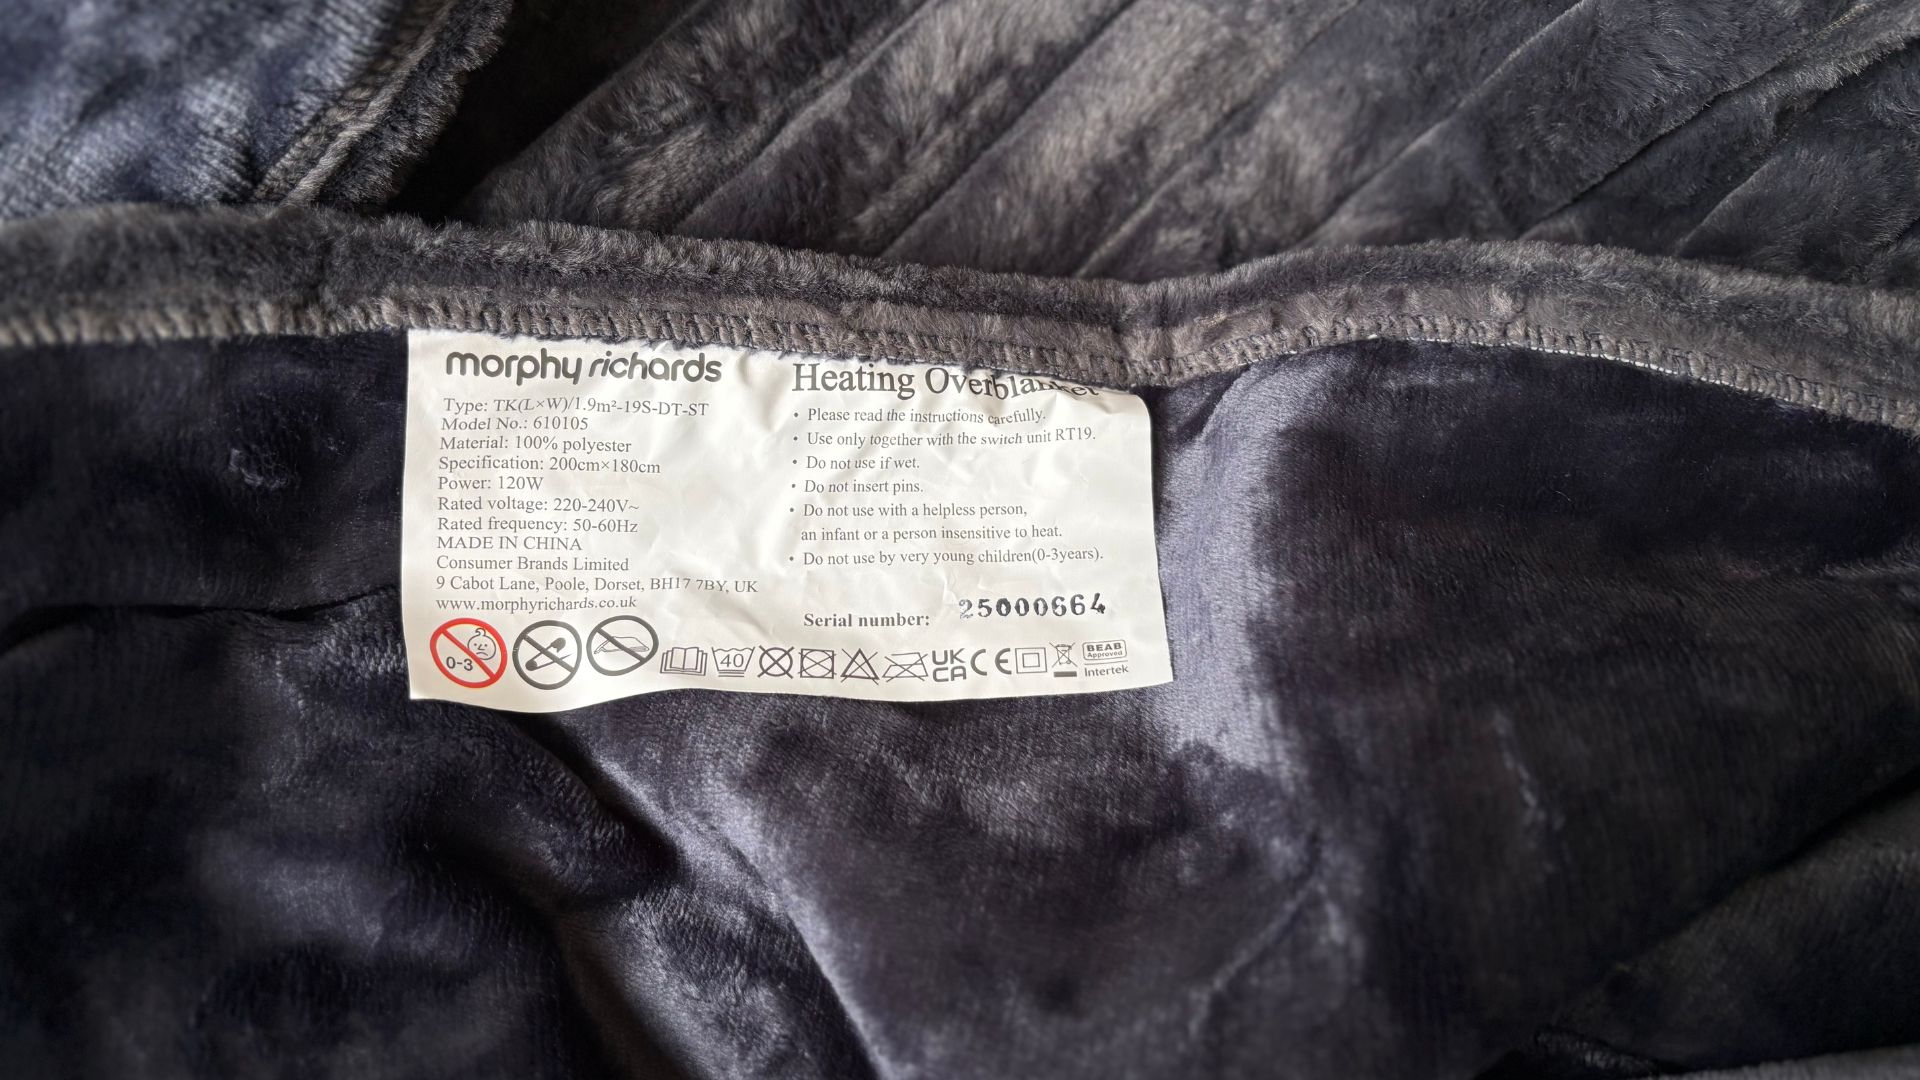 morphy richards
Type: TK(L×W)/1.9m²-19S-DT-ST
Model No.: 610105
Material: 100% polyester
Specification: 200cm×180cm
Power: 120W
Rated voltage: 220-240V~
Rated frequency: 50-60Hz
MADE IN CHINA
Consumer Brands Limited
9 Cabot Lane, Poole, Dorset, BH17 7BY, UK
www.morphyrichards.co.uk
Heating Overblanket
• Please read the instructions carefully.
• Use only together with the switch unit RT19.
• Do not use if wet.
• Do not insert pins.
• Do not use with a helpless person,
an infant or a person insensitive to heat.
• Do not use by very young children(0-3years).
Serial number: 25000664
0-3
40
UK
CA
CE
BEAB
Approved
Intertek